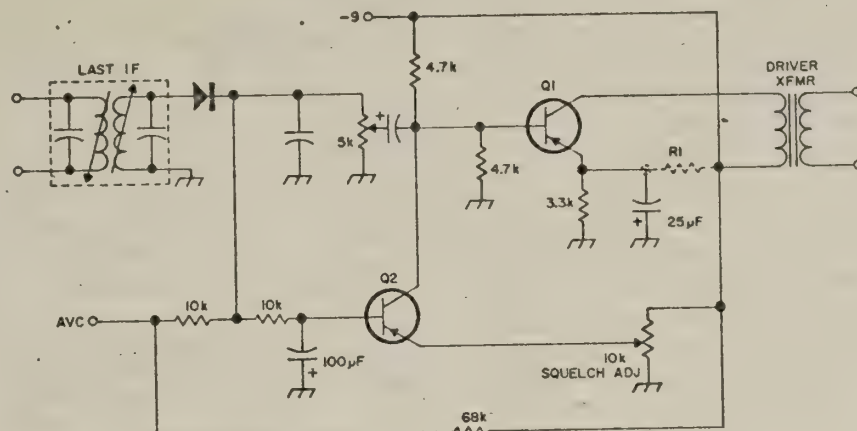 -9
LAST IF
4.7k
Q1
DRIVER
XFMR
5k
+
4.7k
R1
3.3k
25µF
+
Q2
10k
10k
AVC
100µF
+
10k
SQUELCH ADJ
68k